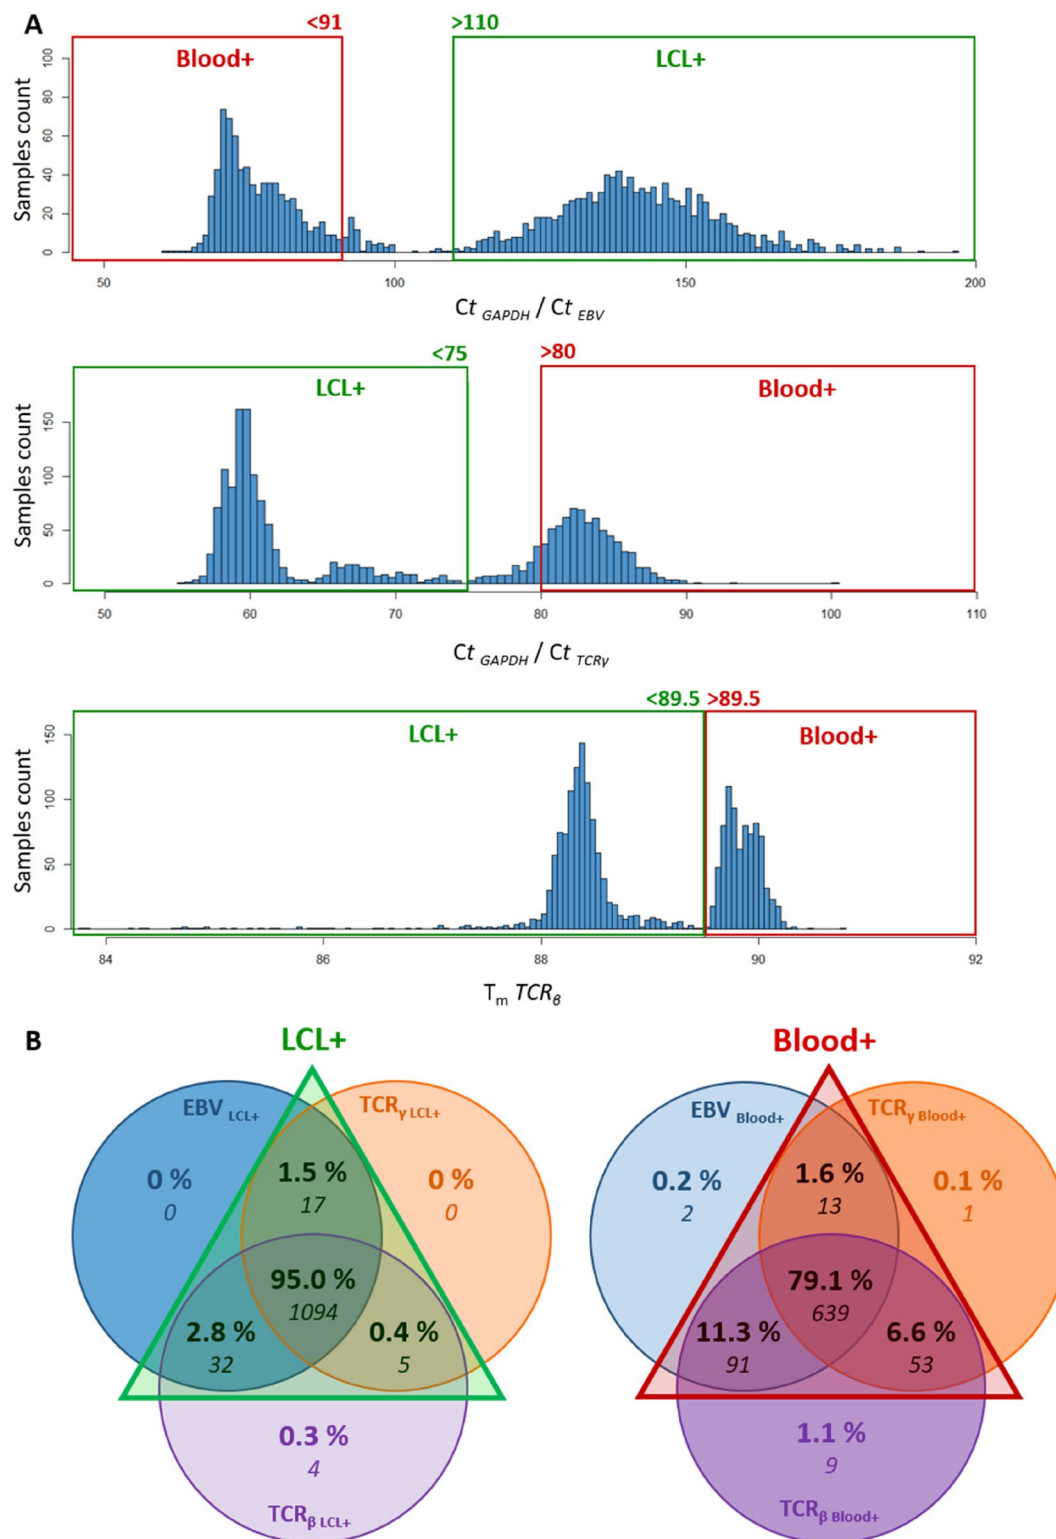 A
<91
>110
Blood+
LCL+
Samples count
0
20
40
60
80
100
50
100
150
200
Ct GAPDH / Ct EBV
<75
>80
LCL+
Blood+
Samples count
0
50
100
150
50
60
70
80
90
100
110
Ct GAPDH / Ct TCRγ
<89.5
>89.5
LCL+
Blood+
Samples count
0
50
100
150
84
86
88
90
92
Tm TCRβ
B
LCL+
EBV LCL+
TCRγ LCL+
0 %
0
1.5 %
17
0 %
0
95.0 %
1094
2.8 %
32
0.4 %
5
0.3 %
4
TCRβ LCL+
Blood+
EBV Blood+
TCRγ Blood+
0.2 %
2
1.6 %
13
0.1 %
1
79.1 %
639
11.3 %
91
6.6 %
53
1.1 %
9
TCRβ Blood+